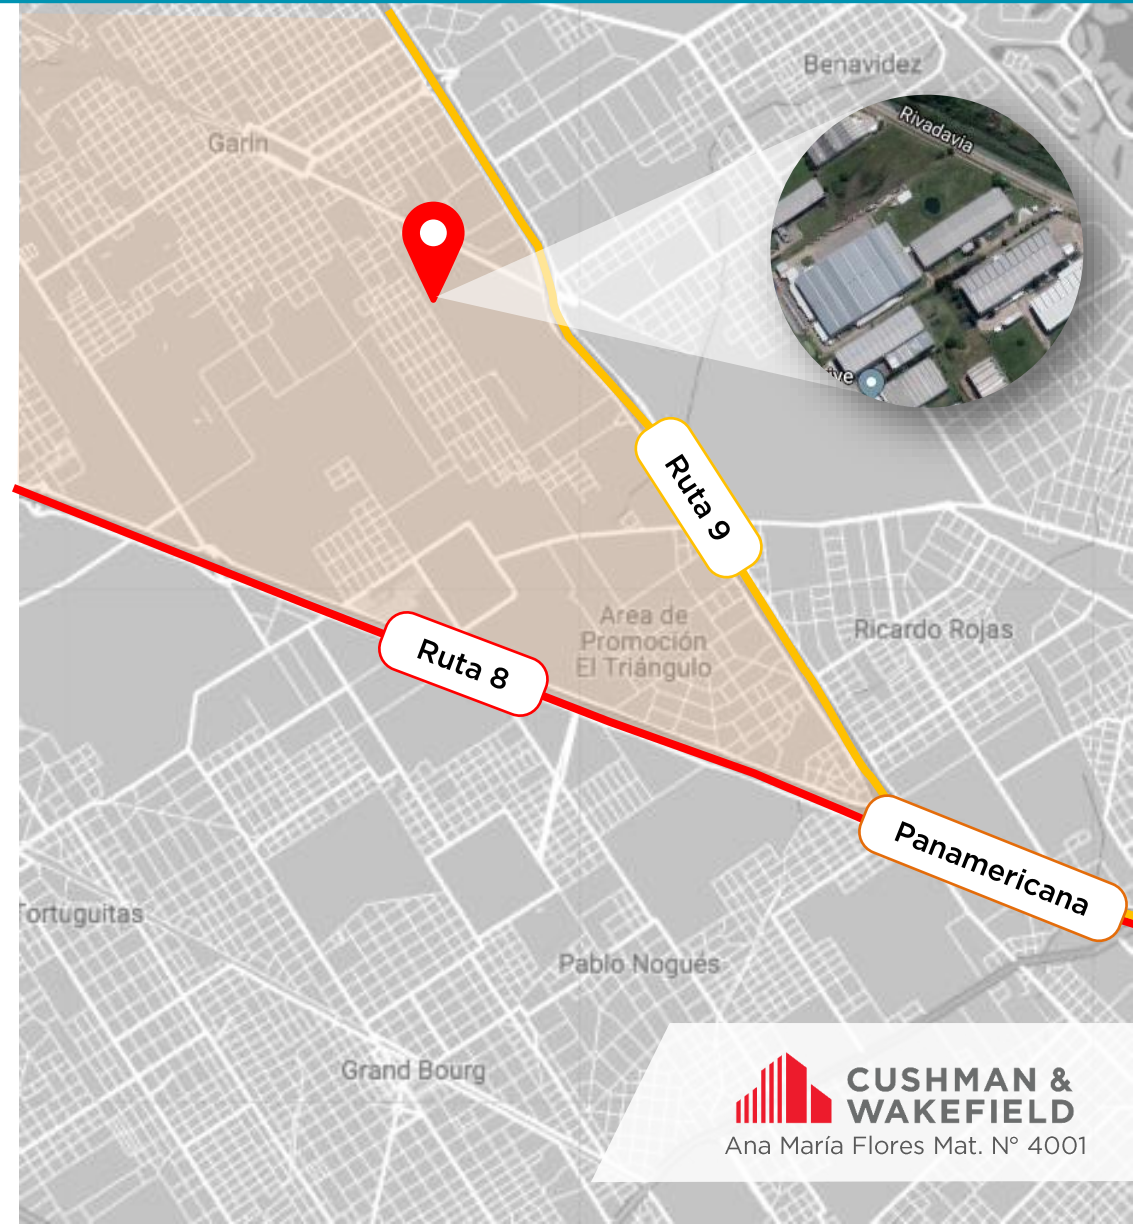 Benavidez
Rivadavia
Garín
Ruta 9
Area de
Promoción
El Triángulo
Ricardo Rojas
Ruta 8
Panamericana
Tortuguitas
Pablo Nogués
Grand Bourg
CUSHMAN &
WAKEFIELD
Ana María Flores Mat. N° 4001